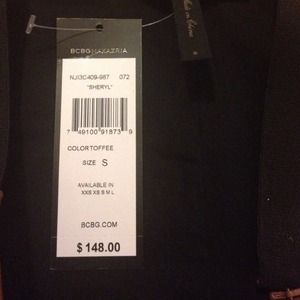 BCBGMAXAZRIA
NJI3C409-987 072
"SHERYL"
7 49100 91873 9
COLOR TOFFEE
SIZE S
AVAILABLE IN
XXS XS S M L
BCBG.COM
$148.00